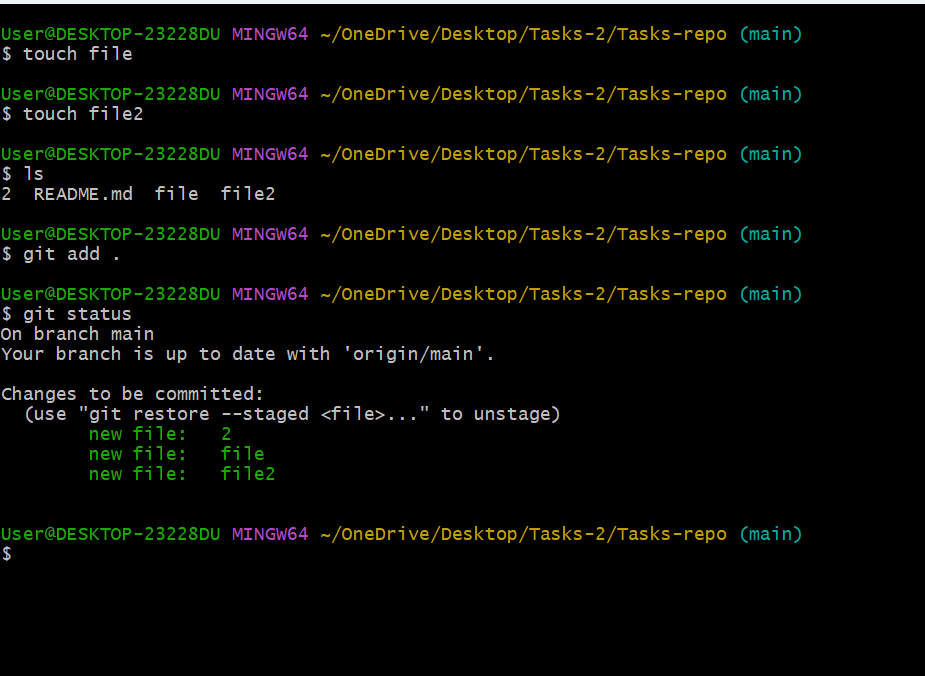 User@DESKTOP-23228DU MINGW64 ~/OneDrive/Desktop/Tasks-2/Tasks-repo (main)
$ touch file
User@DESKTOP-23228DU MINGW64 ~/OneDrive/Desktop/Tasks-2/Tasks-repo (main)
$ touch file2
User@DESKTOP-23228DU MINGW64 ~/OneDrive/Desktop/Tasks-2/Tasks-repo (main)
$ ls
2  README.md  file  file2
User@DESKTOP-23228DU MINGW64 ~/OneDrive/Desktop/Tasks-2/Tasks-repo (main)
$ git add .
User@DESKTOP-23228DU MINGW64 ~/OneDrive/Desktop/Tasks-2/Tasks-repo (main)
$ git status
On branch main
Your branch is up to date with 'origin/main'.
Changes to be committed:
  (use "git restore --staged <file>..." to unstage)
        new file:   2
        new file:   file
        new file:   file2
User@DESKTOP-23228DU MINGW64 ~/OneDrive/Desktop/Tasks-2/Tasks-repo (main)
$